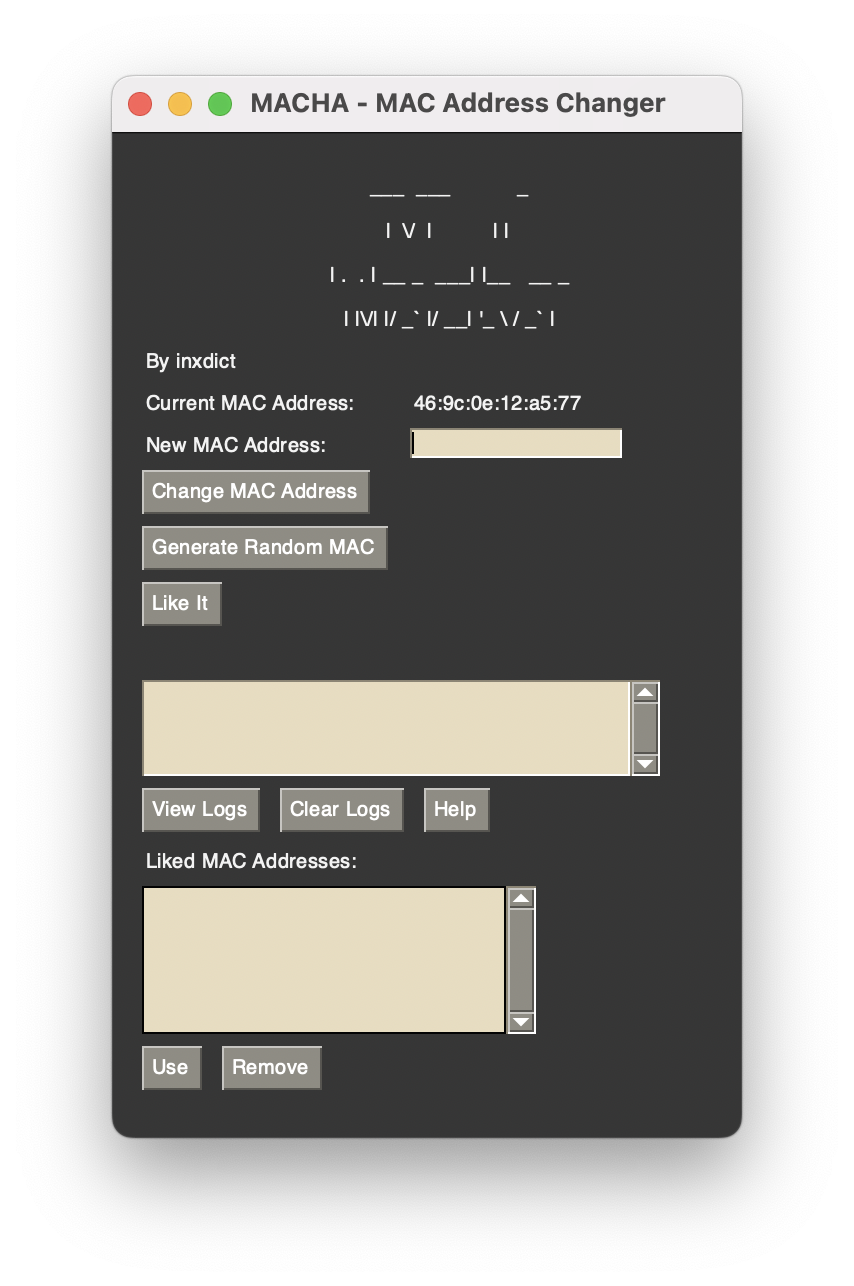 MACHA - MAC Address Changer
___  ___            _
|  \/  |           | |
| .  . | __ _  ___| |__   __ _
| |\/| |/ _` |/ __| '_ \ / _` |
By inxdict
Current MAC Address: 46:9c:0e:12:a5:77
New MAC Address:
Change MAC Address
Generate Random MAC
Like It
View Logs Clear Logs Help
Liked MAC Addresses:
Use Remove